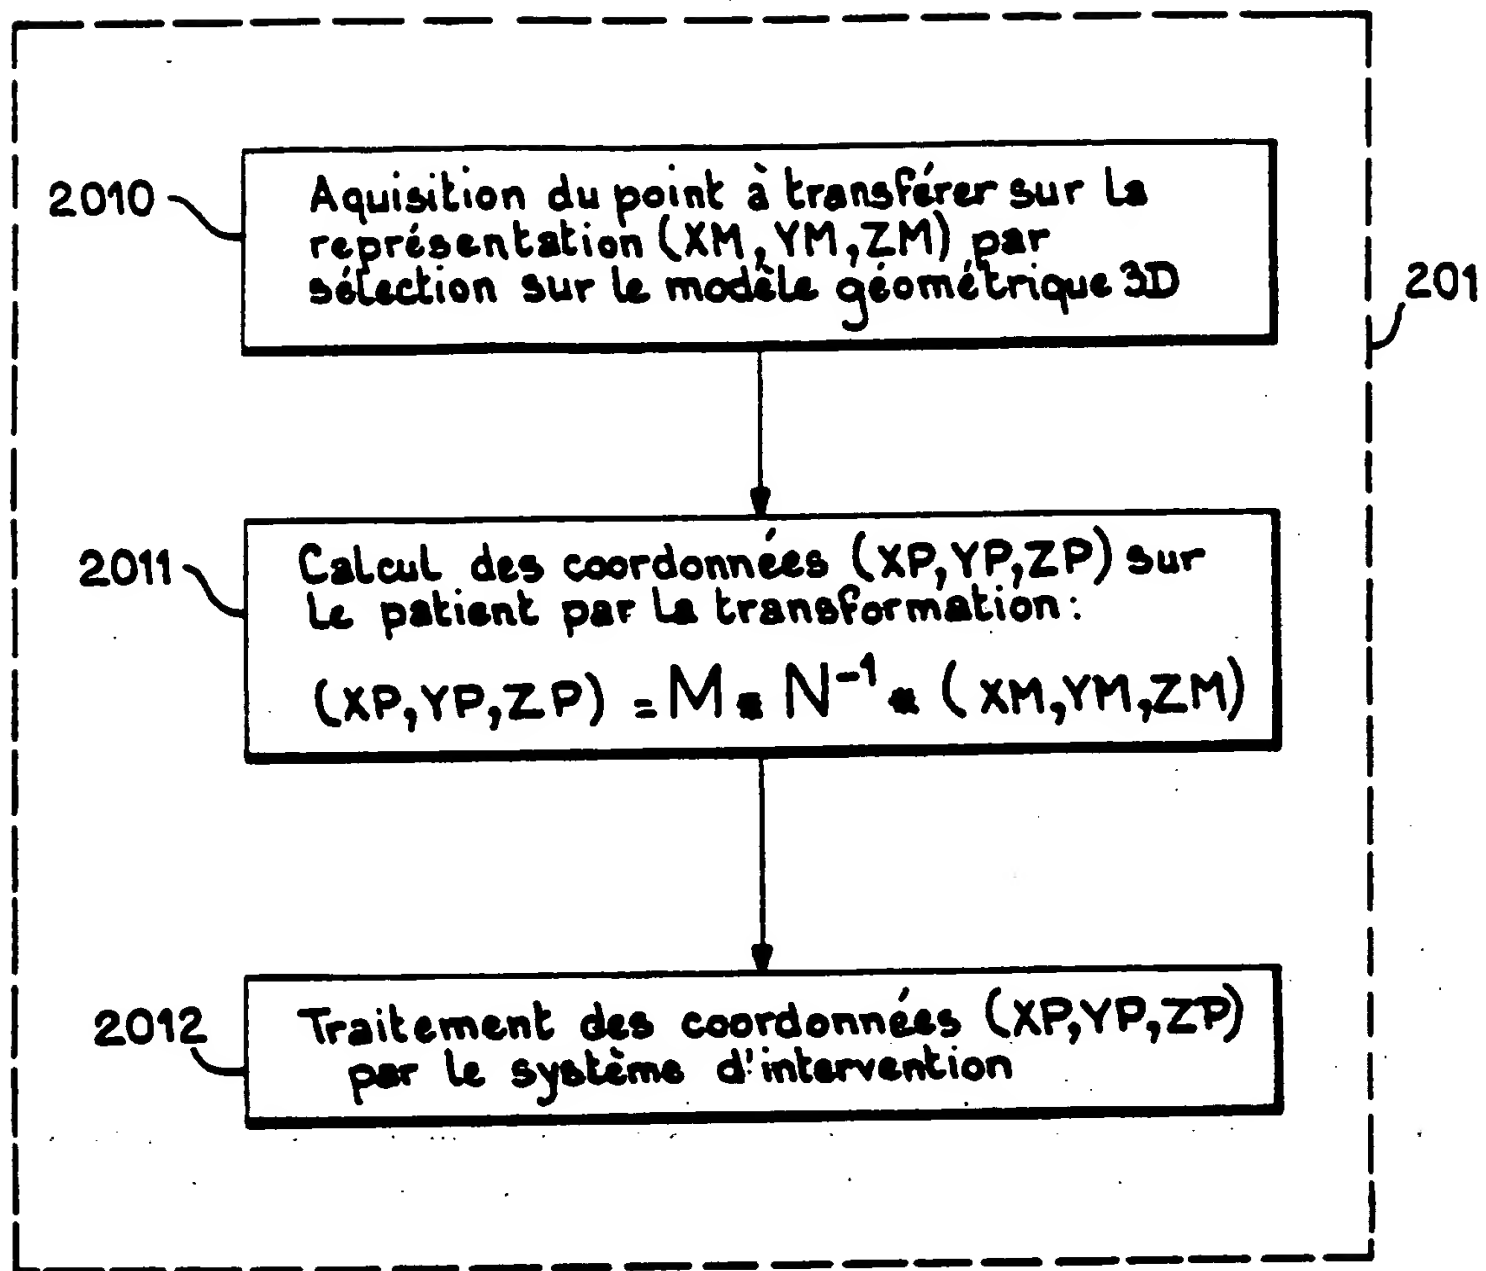 2010
Aquisition du point à transférer sur la
représentation (XM,YM,ZM) par
sélection sur le modèle géométrique 3D
201
2011
Calcul des coordonnées (XP,YP,ZP) sur
le patient par la transformation:
(XP,YP,ZP) = M * N⁻¹ * (XM,YM,ZM)
2012
Traitement des coordonnées (XP,YP,ZP)
par le système d'intervention